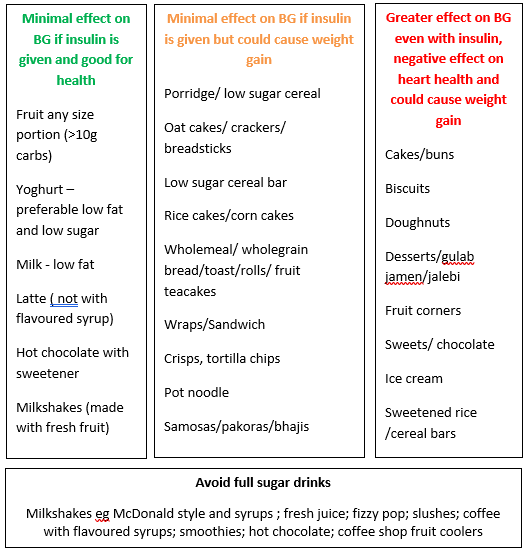 Minimal effect on
BG if insulin is
given and good for
health
Fruit any size
portion (>10g
carbs)
Yoghurt –
preferable low fat
and low sugar
Milk - low fat
Latte ( not with
flavoured syrup)
Hot chocolate with
sweetener
Milkshakes (made
with fresh fruit)
Minimal effect on BG if insulin
is given but could cause weight
gain
Porridge/ low sugar cereal
Oat cakes/ crackers/
breadsticks
Low sugar cereal bar
Rice cakes/corn cakes
Wholemeal/ wholegrain
bread/toast/rolls/ fruit
teacakes
Wraps/Sandwich
Crisps, tortilla chips
Pot noodle
Samosas/pakoras/bhajis
Greater effect on BG
even with insulin,
negative effect on
heart health and
could cause weight
gain
Cakes/buns
Biscuits
Doughnuts
Desserts/gulab
jamen/jalebi
Fruit corners
Sweets/ chocolate
Ice cream
Sweetened rice
/cereal bars
Avoid full sugar drinks
Milkshakes eg McDonald style and syrups ; fresh juice; fizzy pop; slushes; coffee
with flavoured syrups; smoothies; hot chocolate; coffee shop fruit coolers